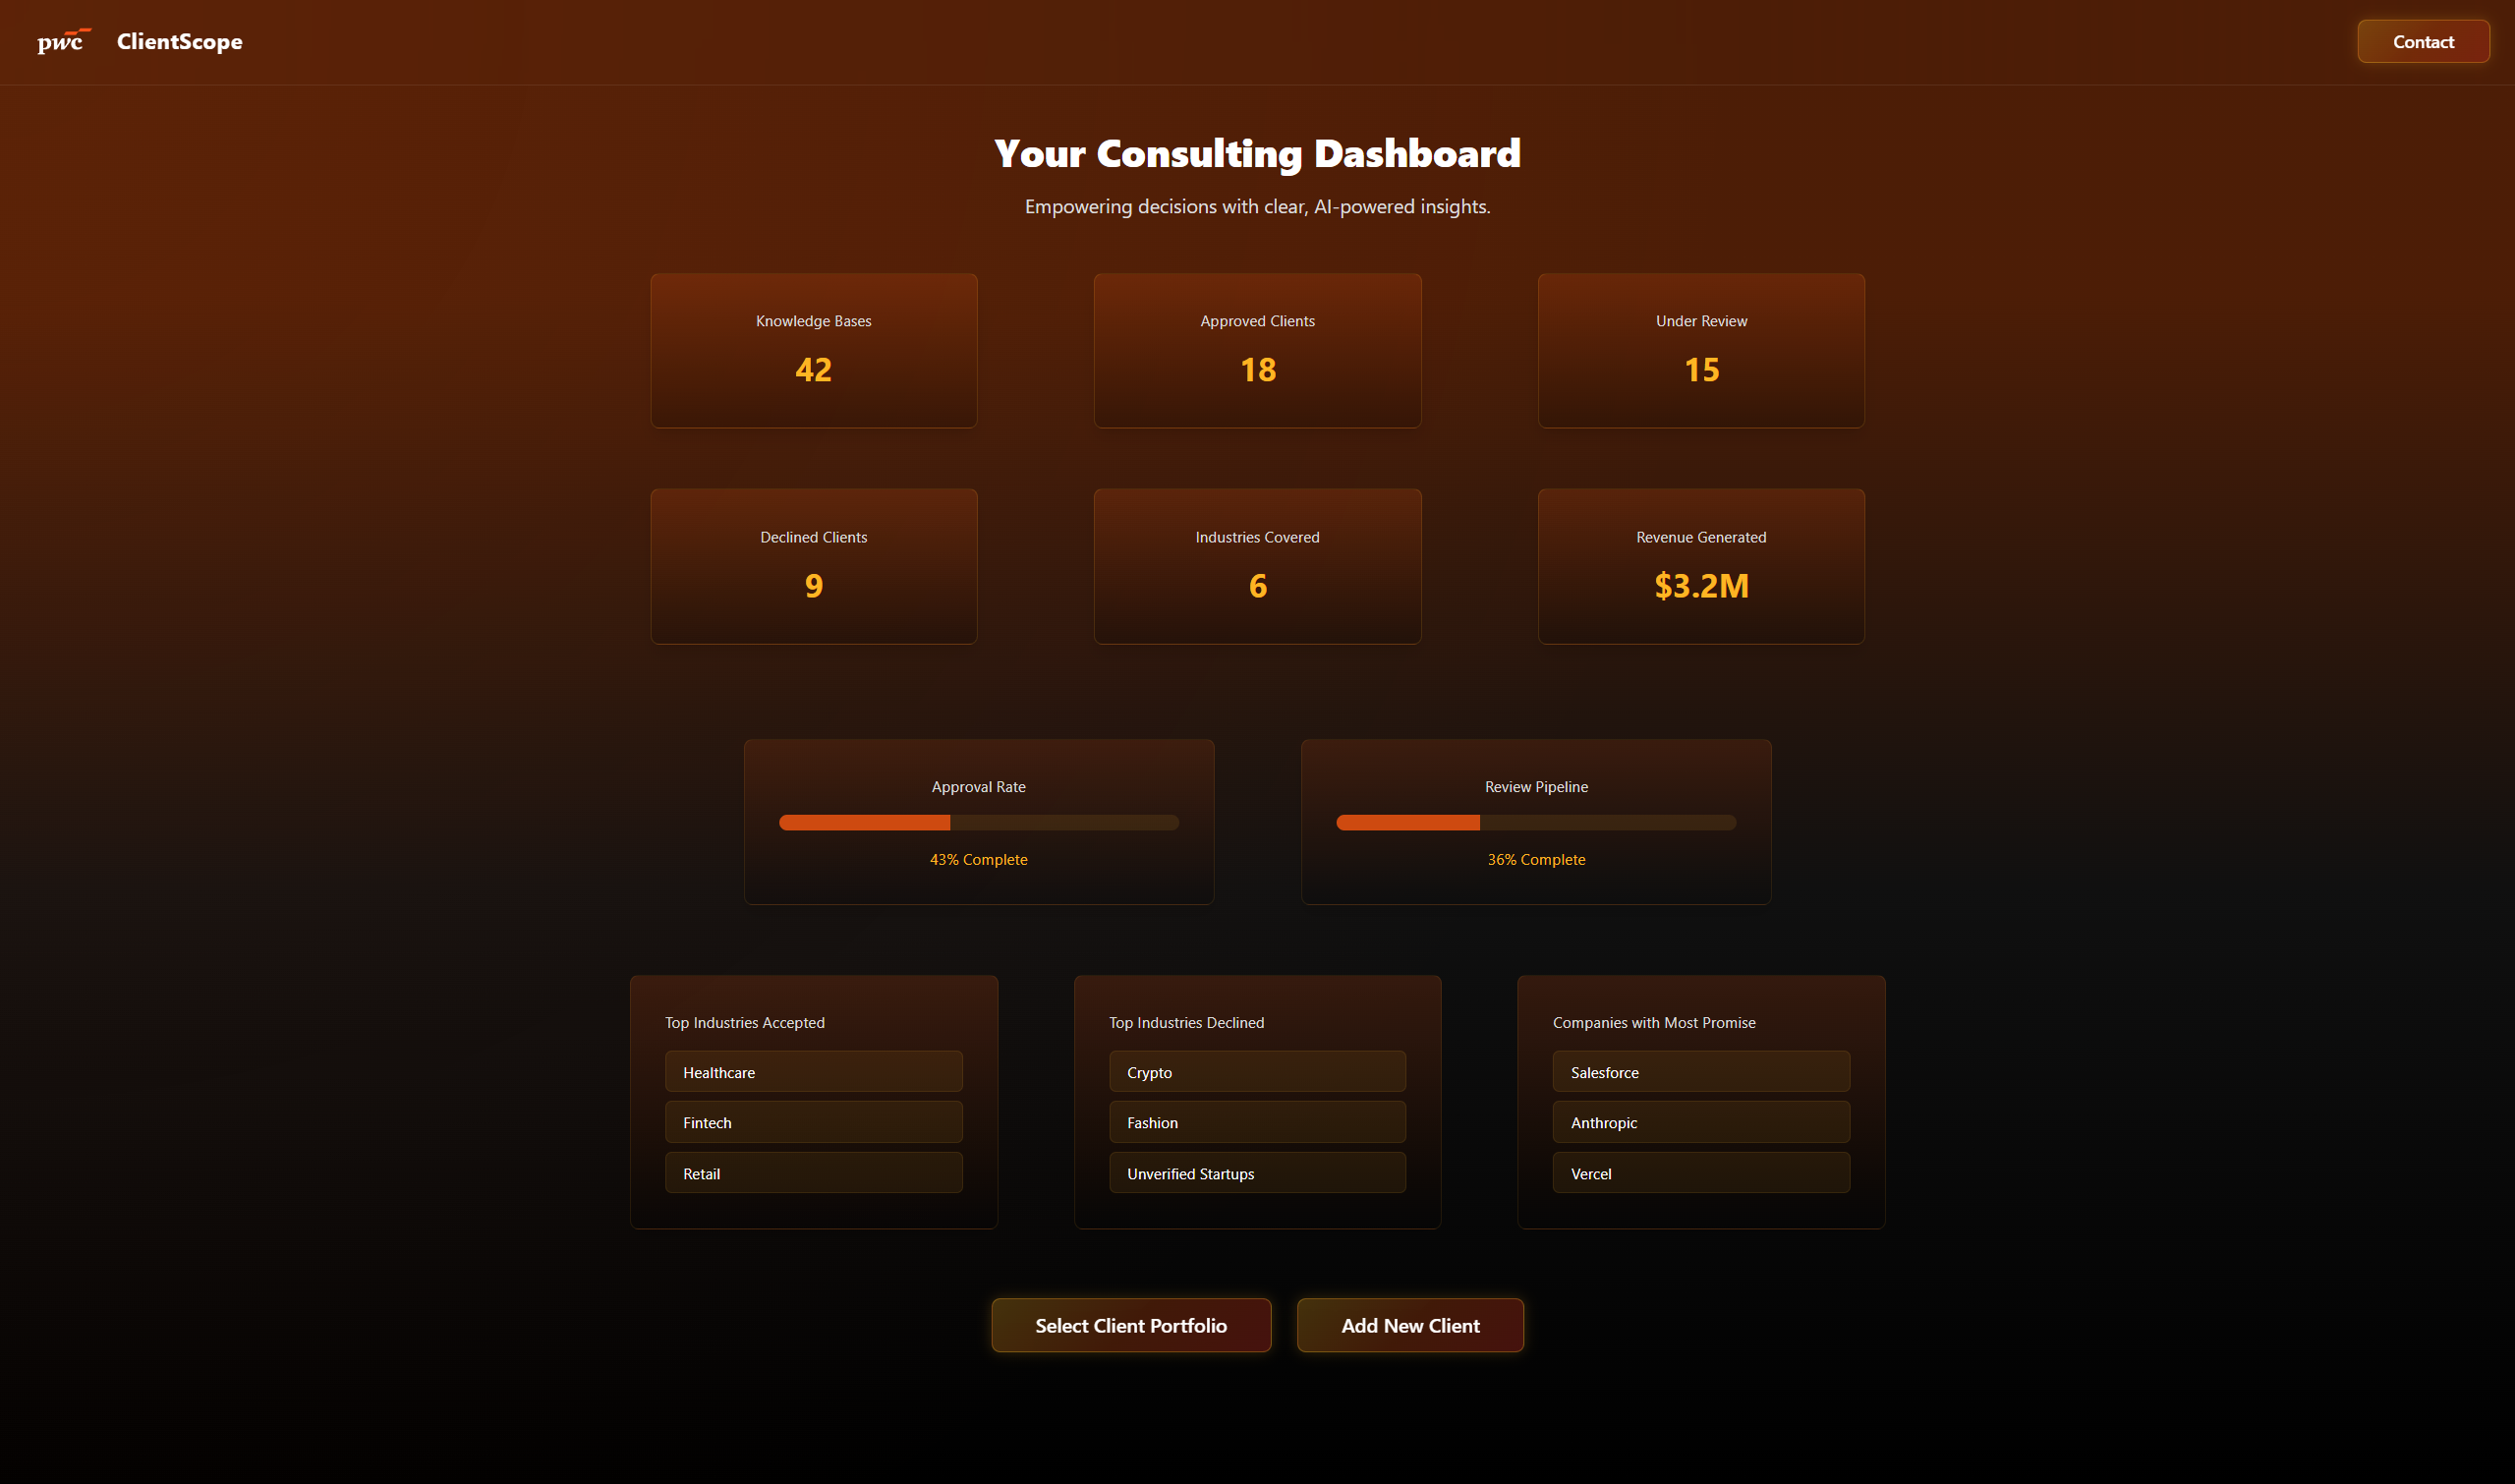 pwc ClientScope Contact
Your Consulting Dashboard
Empowering decisions with clear, AI-powered insights.
Knowledge Bases
42
Approved Clients
18
Under Review
15
Declined Clients
9
Industries Covered
6
Revenue Generated
$3.2M
Approval Rate
43% Complete
Review Pipeline
36% Complete
Top Industries Accepted
Healthcare
Fintech
Retail
Top Industries Declined
Crypto
Fashion
Unverified Startups
Companies with Most Promise
Salesforce
Anthropic
Vercel
Select Client Portfolio
Add New Client